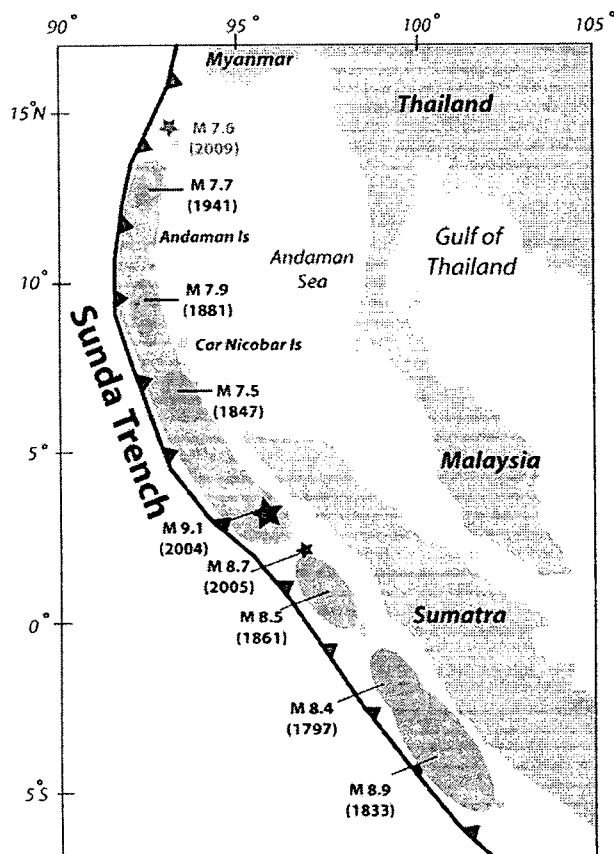 90°
95°
100°
105°
Myanmar
15°N
Thailand
M 7.6
(2009)
M 7.7
(1941)
Andaman Is
Gulf of
Thailand
Andaman
Sea
10°
M 7.9
(1881)
Sunda Trench
Car Nicobar Is
M 7.5
(1847)
5°
Malaysia
M 9.1
(2004)
M 8.7
(2005)
M 8.5
(1861)
Sumatra
0°
M 8.4
(1797)
M 8.9
(1833)
5°S